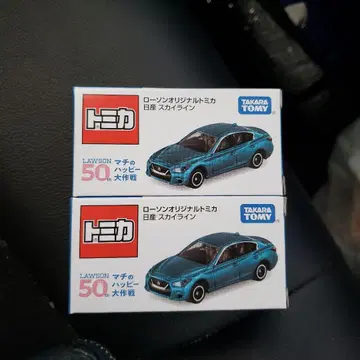 ローソンオリジナルトミカ
日産 スカイライン
TAKARA TOMY
トミカ
LAWSON
50th
マチの
ハッピー
大作戦
ローソンオリジナルトミカ
日産 スカイライン
TAKARA TOMY
トミカ
LAWSON
50th
マチの
ハッピー
大作戦